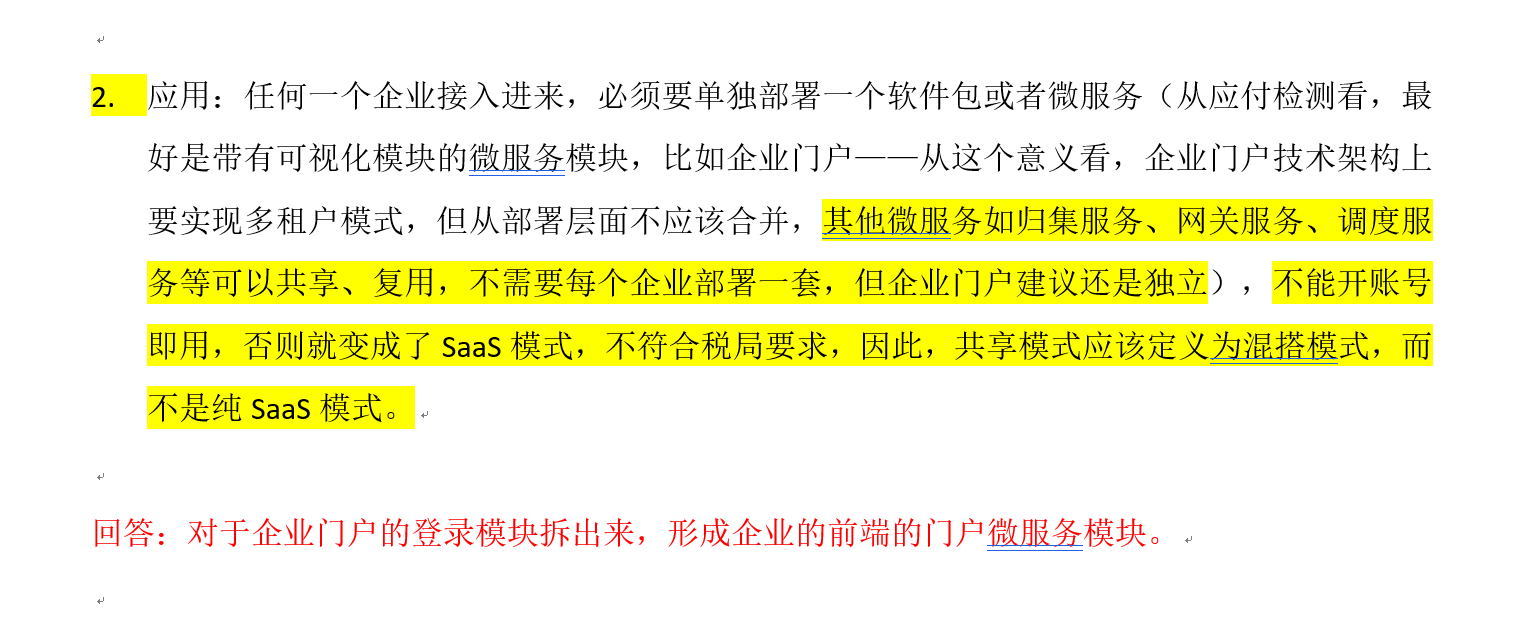 2. 应用：任何一个企业接入进来，必须要单独部署一个软件包或者微服务（从应付检测看，最
好是带有可视化模块的微服务模块，比如企业门户——从这个意义看，企业门户技术架构上
要实现多租户模式，但从部署层面不应该合并，其他微服务如归集服务、网关服务、调度服
务等可以共享、复用，不需要每个企业部署一套，但企业门户建议还是独立），不能开账号
即用，否则就变成了 SaaS 模式，不符合税局要求，因此，共享模式应该定义为混搭模式，而
不是纯 SaaS 模式。
回答：对于企业门户的登录模块拆出来，形成企业的前端的门户微服务模块。